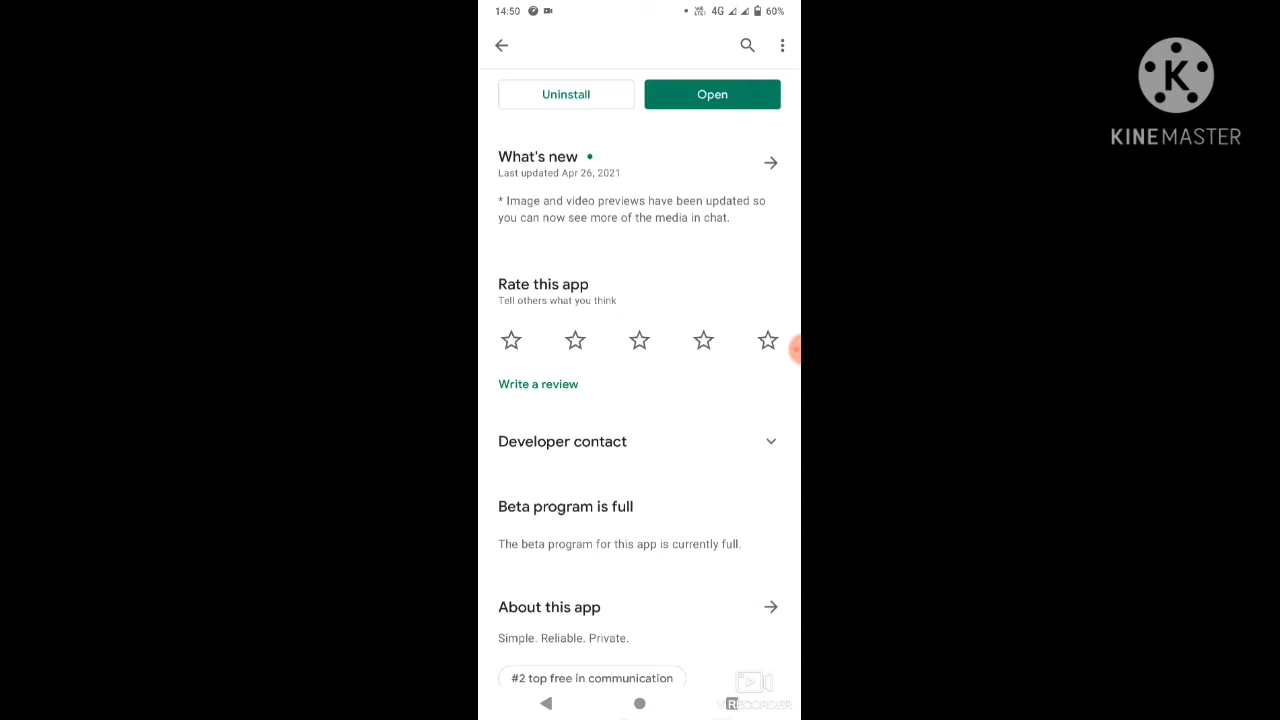 14:50
4G
60%
K
KINEMASTER
Uninstall
Open
What's new
Last updated Apr 26, 2021
* Image and video previews have been updated so
you can now see more of the media in chat.
Rate this app
Tell others what you think
Write a review
Developer contact
Beta program is full
The beta program for this app is currently full.
About this app
Simple. Reliable. Private.
#2 top free in communication